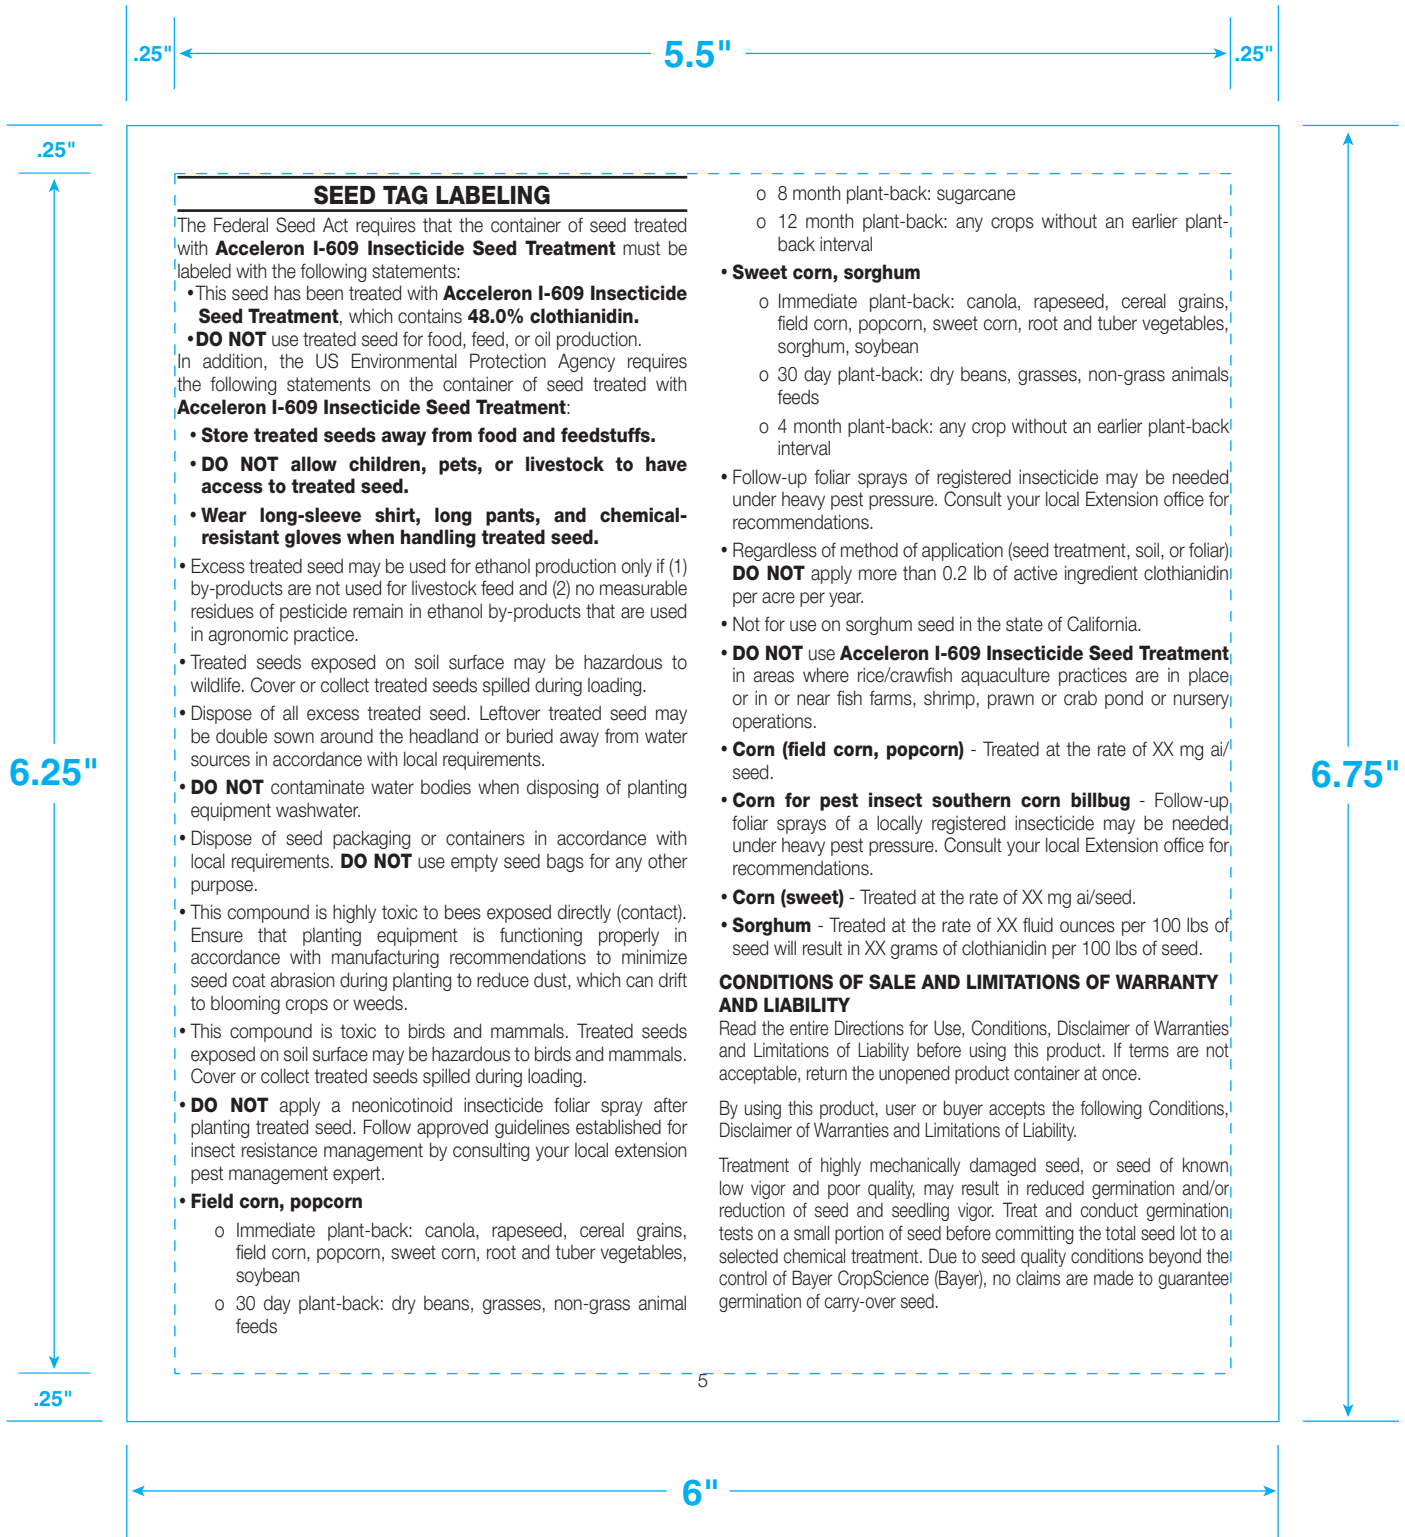 .25"
5.5"
.25"
.25"
6.25"
.25"
6.75"
6"
SEED TAG LABELING
The Federal Seed Act requires that the container of seed treated
with Acceleron I-609 Insecticide Seed Treatment must be
labeled with the following statements:
•This seed has been treated with Acceleron I-609 Insecticide
Seed Treatment, which contains 48.0% clothianidin.
•DO NOT use treated seed for food, feed, or oil production.
In addition, the US Environmental Protection Agency requires
the following statements on the container of seed treated with
Acceleron I-609 Insecticide Seed Treatment:
• Store treated seeds away from food and feedstuffs.
• DO NOT allow children, pets, or livestock to have
access to treated seed.
• Wear long-sleeve shirt, long pants, and chemical-
resistant gloves when handling treated seed.
• Excess treated seed may be used for ethanol production only if (1)
by-products are not used for livestock feed and (2) no measurable
residues of pesticide remain in ethanol by-products that are used
in agronomic practice.
• Treated seeds exposed on soil surface may be hazardous to
wildlife. Cover or collect treated seeds spilled during loading.
• Dispose of all excess treated seed. Leftover treated seed may
be double sown around the headland or buried away from water
sources in accordance with local requirements.
• DO NOT contaminate water bodies when disposing of planting
equipment washwater.
• Dispose of seed packaging or containers in accordance with
local requirements. DO NOT use empty seed bags for any other
purpose.
• This compound is highly toxic to bees exposed directly (contact).
Ensure that planting equipment is functioning properly in
accordance with manufacturing recommendations to minimize
seed coat abrasion during planting to reduce dust, which can drift
to blooming crops or weeds.
• This compound is toxic to birds and mammals. Treated seeds
exposed on soil surface may be hazardous to birds and mammals.
Cover or collect treated seeds spilled during loading.
• DO NOT apply a neonicotinoid insecticide foliar spray after
planting treated seed. Follow approved guidelines established for
insect resistance management by consulting your local extension
pest management expert.
• Field corn, popcorn
o Immediate plant-back: canola, rapeseed, cereal grains,
field corn, popcorn, sweet corn, root and tuber vegetables,
soybean
o 30 day plant-back: dry beans, grasses, non-grass animal
feeds
o 8 month plant-back: sugarcane
o 12 month plant-back: any crops without an earlier plant-
back interval
• Sweet corn, sorghum
o Immediate plant-back: canola, rapeseed, cereal grains,
field corn, popcorn, sweet corn, root and tuber vegetables,
sorghum, soybean
o 30 day plant-back: dry beans, grasses, non-grass animals
feeds
o 4 month plant-back: any crop without an earlier plant-back
interval
• Follow-up foliar sprays of registered insecticide may be needed
under heavy pest pressure. Consult your local Extension office for
recommendations.
• Regardless of method of application (seed treatment, soil, or foliar)
DO NOT apply more than 0.2 lb of active ingredient clothianidin
per acre per year.
• Not for use on sorghum seed in the state of California.
• DO NOT use Acceleron I-609 Insecticide Seed Treatment
in areas where rice/crawfish aquaculture practices are in place
or in or near fish farms, shrimp, prawn or crab pond or nursery
operations.
• Corn (field corn, popcorn) - Treated at the rate of XX mg ai/
seed.
• Corn for pest insect southern corn billbug - Follow-up
foliar sprays of a locally registered insecticide may be needed
under heavy pest pressure. Consult your local Extension office for
recommendations.
• Corn (sweet) - Treated at the rate of XX mg ai/seed.
• Sorghum - Treated at the rate of XX fluid ounces per 100 lbs of
seed will result in XX grams of clothianidin per 100 lbs of seed.
CONDITIONS OF SALE AND LIMITATIONS OF WARRANTY
AND LIABILITY
Read the entire Directions for Use, Conditions, Disclaimer of Warranties
and Limitations of Liability before using this product. If terms are not
acceptable, return the unopened product container at once.
By using this product, user or buyer accepts the following Conditions,
Disclaimer of Warranties and Limitations of Liability.
Treatment of highly mechanically damaged seed, or seed of known
low vigor and poor quality, may result in reduced germination and/or
reduction of seed and seedling vigor. Treat and conduct germination
tests on a small portion of seed before committing the total seed lot to a
selected chemical treatment. Due to seed quality conditions beyond the
control of Bayer CropScience (Bayer), no claims are made to guarantee
germination of carry-over seed.
5